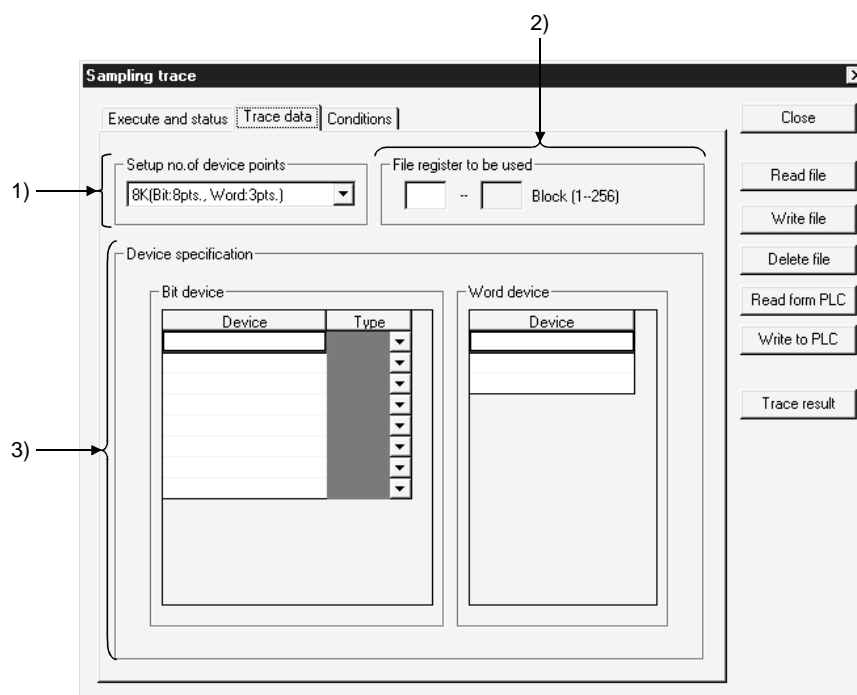 2)
Sampling trace
Execute and status Trace data Conditions
Close
1)
Setup no.of device points
8K(Bit:8pts., Word:3pts.)
File register to be used
-- Block (1--256)
Read file
Write file
Delete file
Read form PLC
Write to PLC
Trace result
3)
Device specification
Bit device
Device Type
Word device
Device